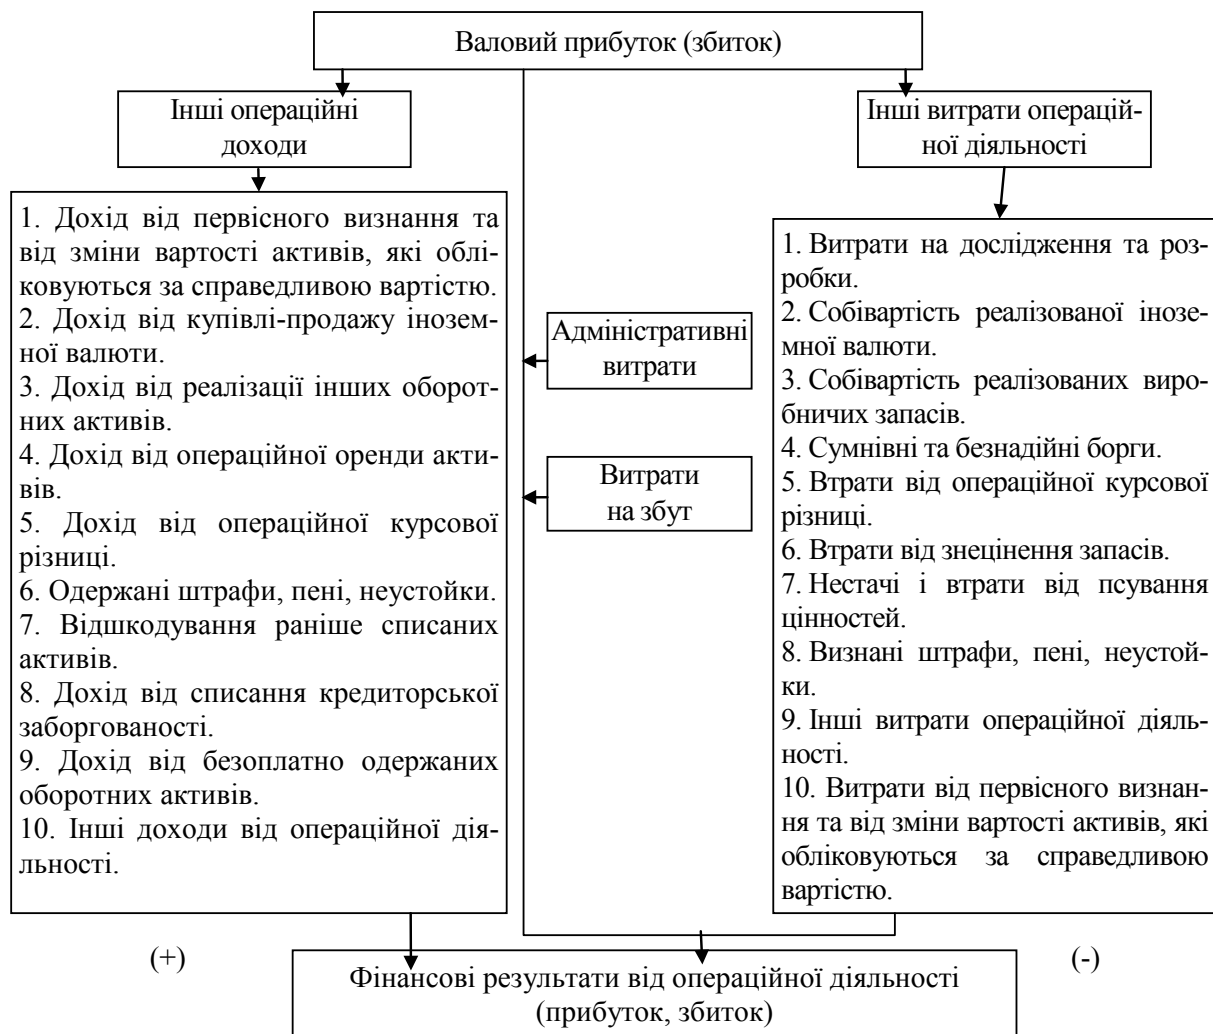 Валовий прибуток (збиток)
Інші операційні
доходи
Інші витрати операцій-
ної діяльності
1. Дохід від первісного визнання та
від зміни вартості активів, які облі-
ковуються за справедливою вартістю.
2. Дохід від купівлі-продажу інозем-
ної валюти.
3. Дохід від реалізації інших оборот-
них активів.
4. Дохід від операційної оренди акти-
вів.
5. Дохід від операційної курсової
різниці.
6. Одержані штрафи, пені, неустойки.
7. Відшкодування раніше списаних
активів.
8. Дохід від списання кредиторської
заборгованості.
9. Дохід від безоплатно одержаних
оборотних активів.
10. Інші доходи від операційної дія-
льності.
Адміністративні
витрати
Витрати
на збут
1. Витрати на дослідження та роз-
робки.
2. Собівартість реалізованої інозе-
мної валюти.
3. Собівартість реалізованих виро-
бничих запасів.
4. Сумнівні та безнадійні борги.
5. Втрати від операційної курсової
різниці.
6. Втрати від знецінення запасів.
7. Нестачі і втрати від псування
цінностей.
8. Визнані штрафи, пені, неустой-
ки.
9. Інші витрати операційної діяль-
ності.
10. Витрати від первісного визнан-
ня та від зміни вартості активів, які
обліковуються за справедливою
вартістю.
(+)
(-)
Фінансові результати від операційної діяльності
(прибуток, збиток)